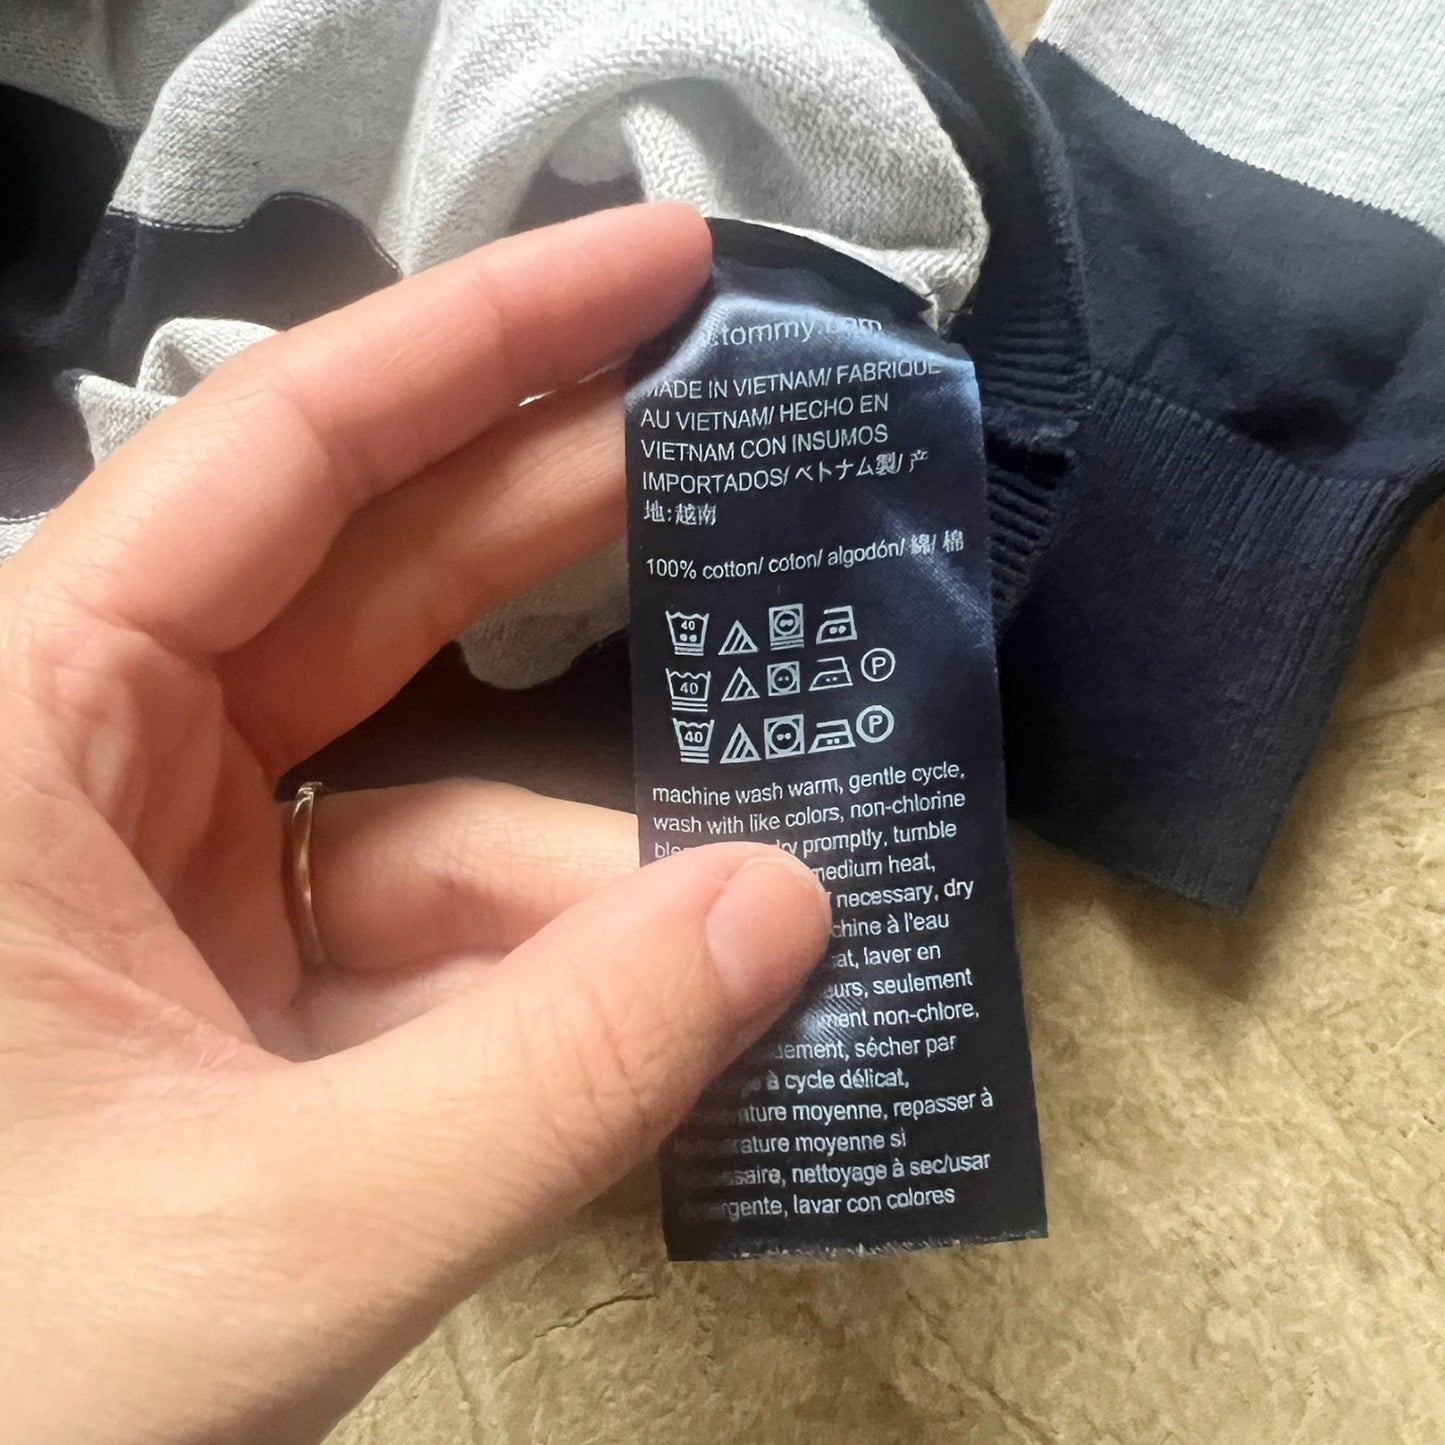 tommy.com
MADE IN VIETNAM/ FABRIQUÉ
AU VIETNAM/ HECHO EN
VIETNAM CON INSUMOS
IMPORTADOS/ ベトナム製/ 产
地:越南
100% cotton/ coton/ algodón/ 綿/ 棉
40
40 P
40 P
machine wash warm, gentle cycle,
wash with like colors, non-chlorine
promptly, tumble
medium heat,
necessary, dry
à l'eau
laver en
seulement
non-chlore,
sécher par
à cycle délicat,
moyenne, repasser à
moyenne si
nettoyage à sec/usar
lavar con colores